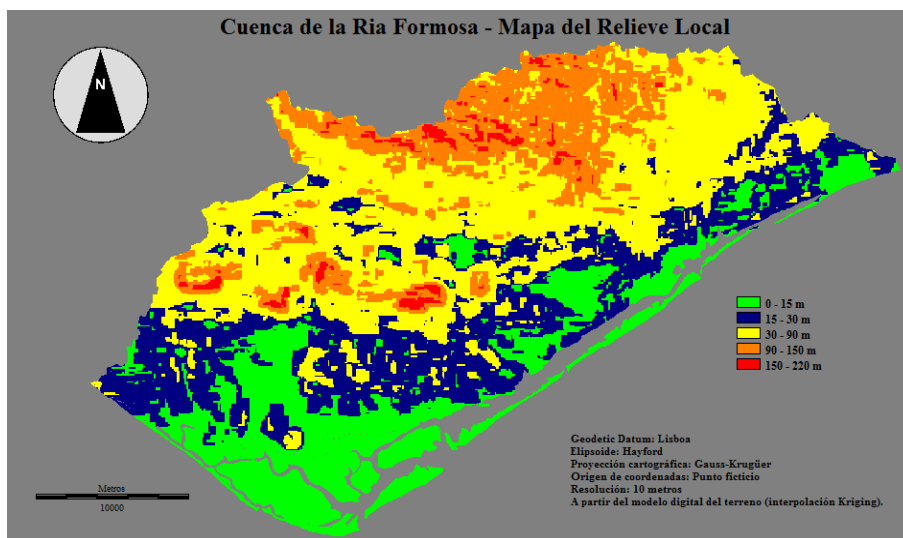 Cuenca de la Ria Formosa - Mapa del Relieve Local
N
0 - 15 m
15 - 30 m
30 - 90 m
90 - 150 m
150 - 220 m
Geodetic Datum: Lisboa
Elipsoide: Hayford
Proyección cartográfica: Gauss-Krugüer
Origen de coordenadas: Punto ficticio
Resolución: 10 metros
A partir del modelo digital del terreno (interpolación Kriging).
Metros
10000